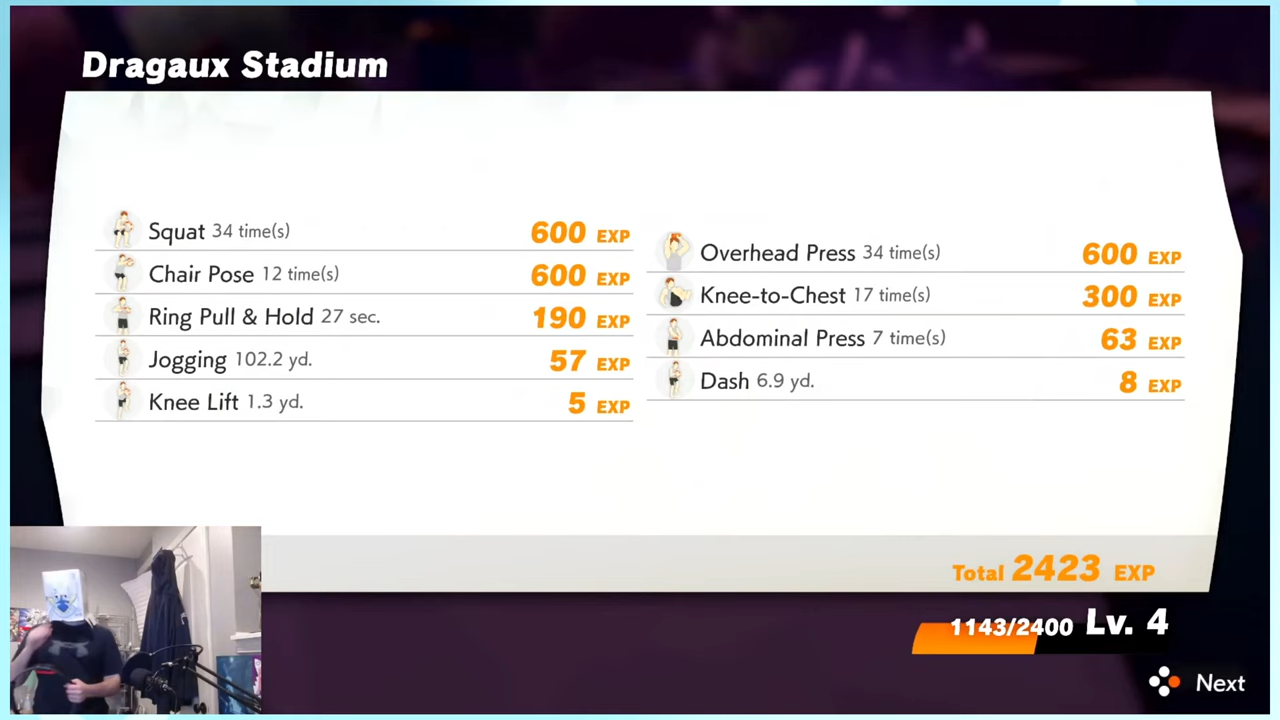 Dragaux Stadium
Squat 34 time(s) 600 EXP
Chair Pose 12 time(s) 600 EXP
Ring Pull & Hold 27 sec. 190 EXP
Jogging 102.2 yd. 57 EXP
Knee Lift 1.3 yd. 5 EXP
Overhead Press 34 time(s) 600 EXP
Knee-to-Chest 17 time(s) 300 EXP
Abdominal Press 7 time(s) 63 EXP
Dash 6.9 yd. 8 EXP
Total 2423 EXP
1143/2400 Lv. 4
Next